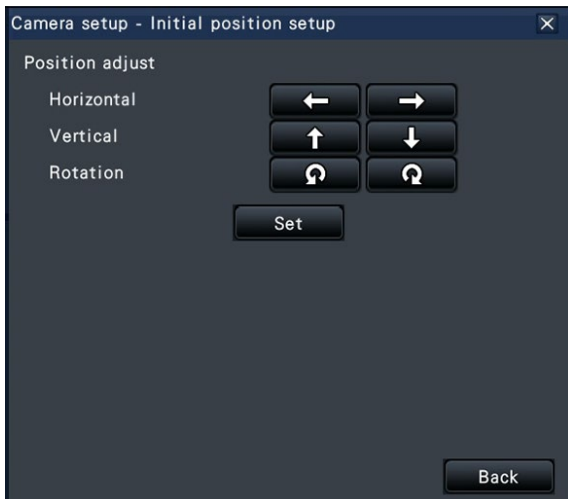 Camera setup - Initial position setup
Position adjust
Horizontal
Vertical
Rotation
Set
Back